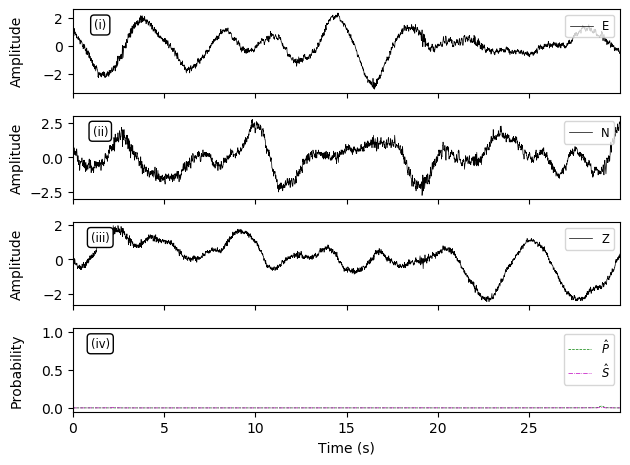 Amplitude
2
0
−2
(i)
E
Amplitude
2.5
0.0
−2.5
(ii)
N
Amplitude
2
0
−2
(iii)
Z
Probability
1.0
0.5
0.0
(iv)
P̂
Ŝ
0 5 10 15 20 25
Time (s)